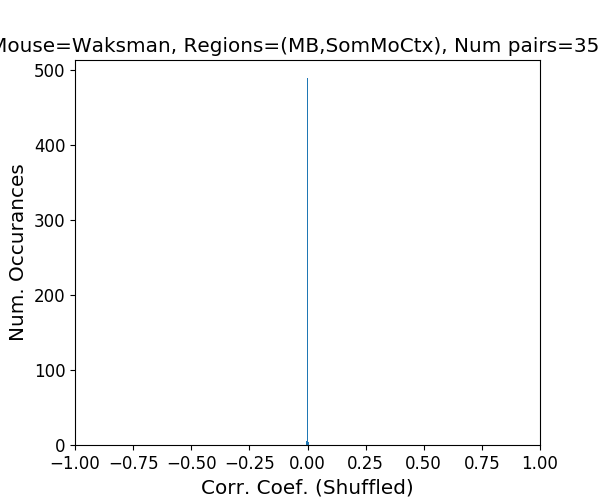 Mouse=Waksman, Regions=(MB,SomMoCtx), Num pairs=35
500
400
300
200
100
0
Num. Occurances
−1.00 −0.75 −0.50 −0.25 0.00 0.25 0.50 0.75 1.00
Corr. Coef. (Shuffled)